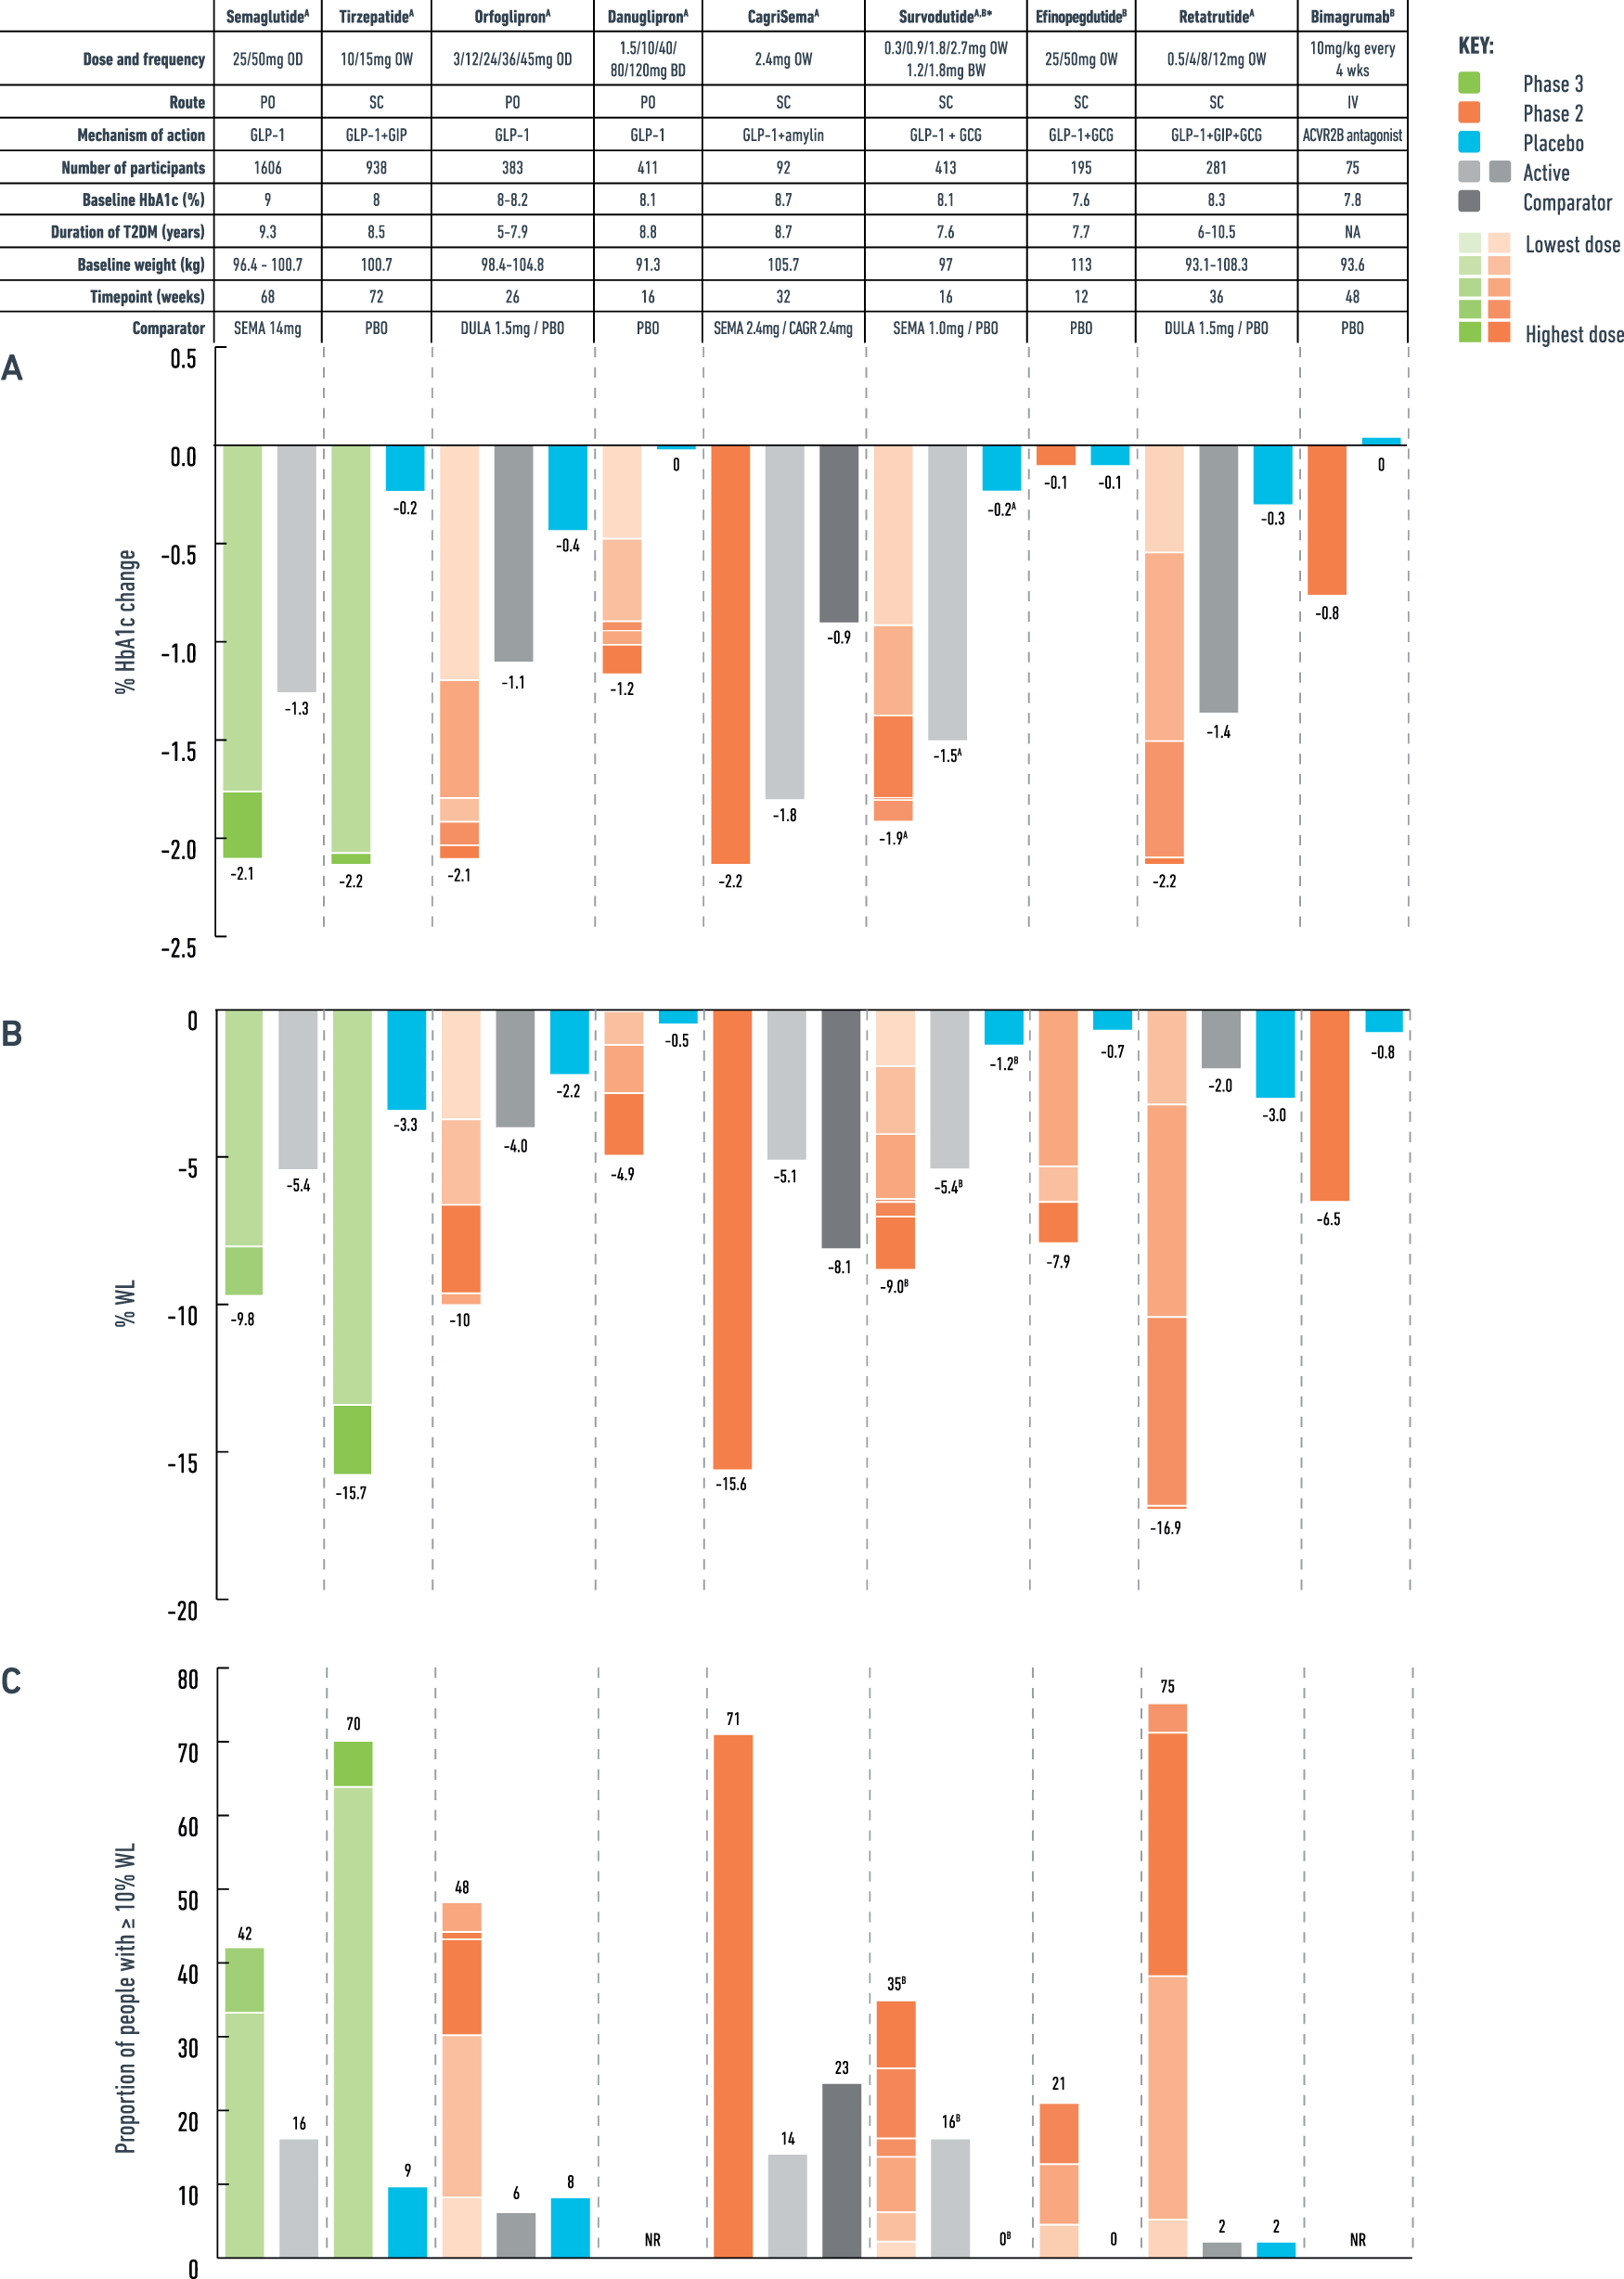 Semaglutideᴬ Tirzepatideᴬ Orfoglipronᴬ Danuglipronᴬ CagriSemaᴬ Survodutideᴬ·ᴮ* Efinopegdutideᴮ Retatrutideᴬ Bimagrumabᴮ
Dose and frequency 25/50mg OD 10/15mg OW 3/12/24/36/45mg OD 1.5/10/40/ 80/120mg BD 2.4mg OW 0.3/0.9/1.8/2.7mg OW 1.2/1.8mg BW 25/50mg OW 0.5/4/8/12mg OW 10mg/kg every 4 wks
Route PO SC PO PO SC SC SC SC IV
Mechanism of action GLP-1 GLP-1+GIP GLP-1 GLP-1 GLP-1+amylin GLP-1 + GCG GLP-1+GCG GLP-1+GIP+GCG ACVR2B antagonist
Number of participants 1606 938 383 411 92 413 195 281 75
Baseline HbA1c (%) 9 8 8-8.2 8.1 8.7 8.1 7.6 8.3 7.8
Duration of T2DM (years) 9.3 8.5 5-7.9 8.8 8.7 7.6 7.7 6-10.5 NA
Baseline weight (kg) 96.4 - 100.7 100.7 98.4-104.8 91.3 105.7 97 113 93.1-108.3 93.6
Timepoint (weeks) 68 72 26 16 32 16 12 36 48
Comparator SEMA 14mg PBO DULA 1.5mg / PBO PBO SEMA 2.4mg / CAGR 2.4mg SEMA 1.0mg / PBO PBO DULA 1.5mg / PBO PBO
KEY:
Phase 3
Phase 2
Placebo
Active
Comparator
Lowest dose
Highest dose
A
% HbA1c change
0.5
0.0
-0.5
-1.0
-1.5
-2.0
-2.5
-2.1 -1.3 -2.2 -0.2 -2.1 -1.1 -0.4 -1.2 0 -2.2 -1.8 -0.9 -1.9ᴬ -1.5ᴬ -0.2ᴬ -0.1 -0.1 -2.2 -1.4 -0.3 -0.8 0
B
% WL
0
-5
-10
-15
-20
-9.8 -5.4 -15.7 -3.3 -10 -4.0 -2.2 -4.9 -0.5 -15.6 -5.1 -8.1 -9.0ᴮ -5.4ᴮ -1.2ᴮ -7.9 -0.7 -16.9 -2.0 -3.0 -6.5 -0.8
C
Proportion of people with ≥ 10% WL
80
70
60
50
40
30
20
10
0
42 16 70 9 48 6 8 NR 71 14 23 35ᴮ 16ᴮ 0ᴮ 21 0 75 2 2 NR